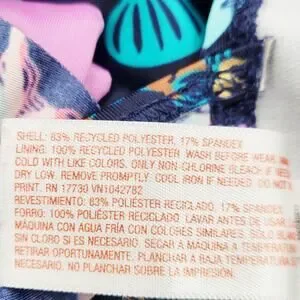 SHELL: 83% RECYCLED POLYESTER, 17% SPANDEX
LINING: 100% RECYCLED POLYESTER WASH BEFORE WEAR,
COLD WITH LIKE COLORS. ONLY NON-CHLORINE BLEACH IF NEEDED
DRY LOW. REMOVE PROMPTLY. COOL IRON IF NEEDED. DO NOT
PRINT. RN 17730 VN1042782
REVESTIMIENTO: 83% POLIÉSTER RECICLADO, 17% SPANDEX
FORRO: 100% POLIÉSTER RECICLADO LAVAR ANTES DE USAR.
MÁQUINA CON AGUA FRÍA CON COLORES SIMILARES. SOLO BLANQ
SIN CLORO SI ES NECESARIO. SECAR A MÁQUINA A TEMPERATURA
RETIRAR OPORTUNAMENTE. PLANCHAR A BAJA TEMPERATURA
NECESARIO. NO PLANCHAR SOBRE LA IMPRESIÓN.